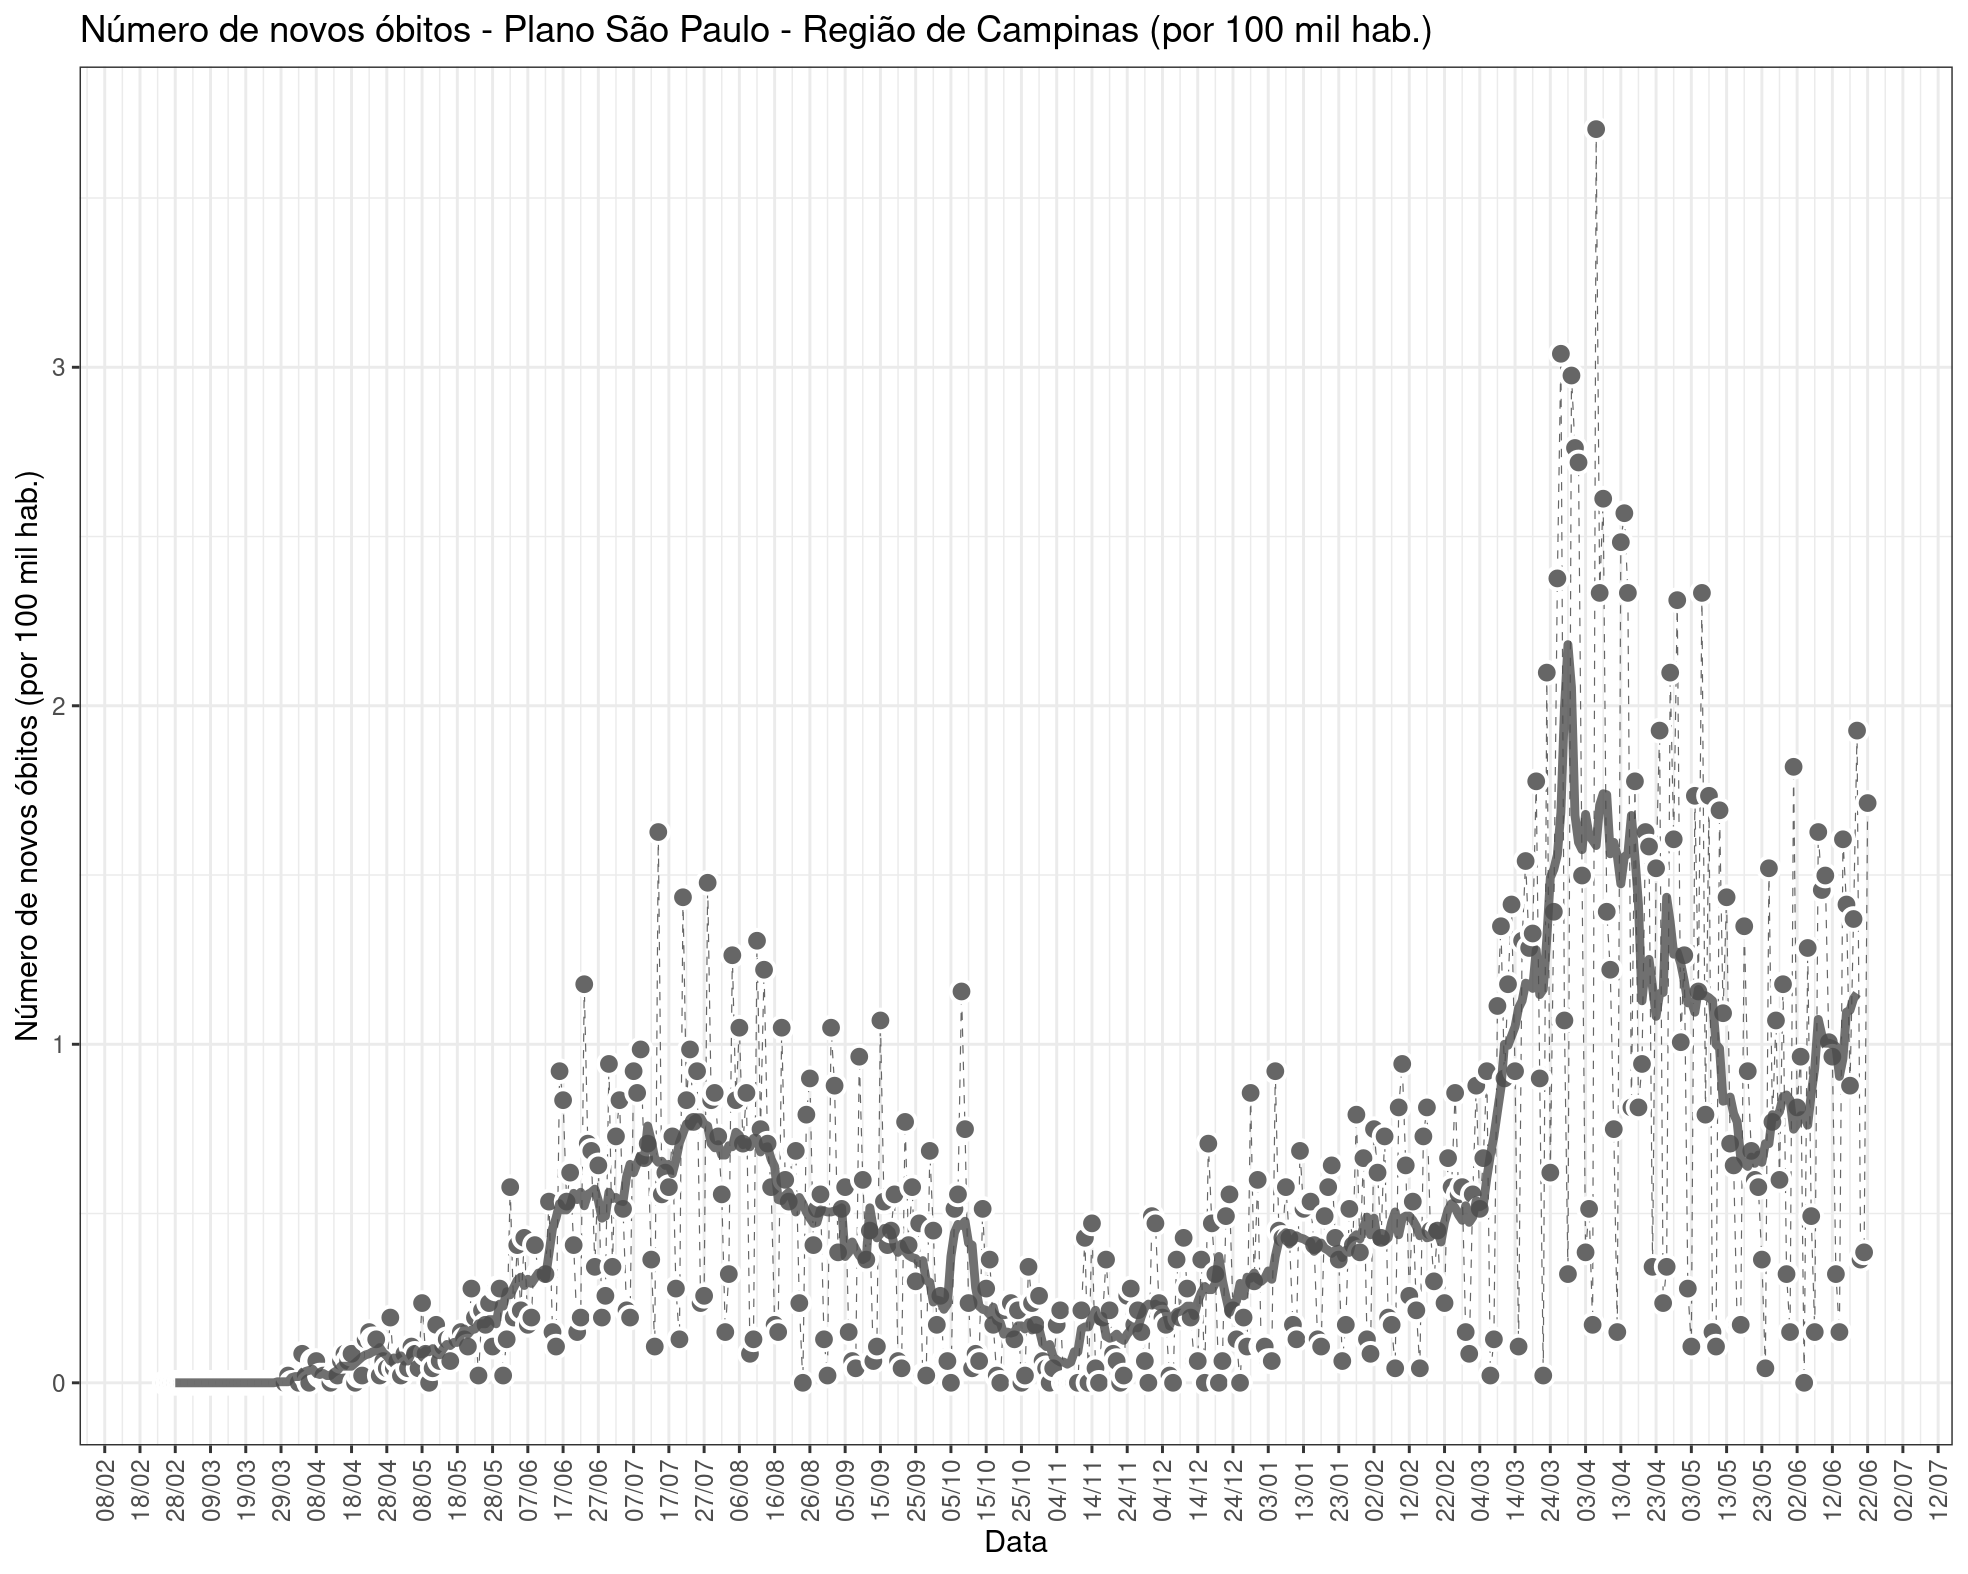 Número de novos óbitos - Plano São Paulo - Região de Campinas (por 100 mil hab.)
Número de novos óbitos (por 100 mil hab.)
3
2
1
0
08/02 18/02 28/02 09/03 19/03 29/03 08/04 18/04 28/04 08/05 18/05 28/05 07/06 17/06 27/06 07/07 17/07 27/07 06/08 16/08 26/08 05/09 15/09 25/09 05/10 15/10 25/10 04/11 14/11 24/11 04/12 14/12 24/12 03/01 13/01 23/01 02/02 12/02 22/02 04/03 14/03 24/03 03/04 13/04 23/04 03/05 13/05 23/05 02/06 12/06 22/06 02/07 12/07
Data